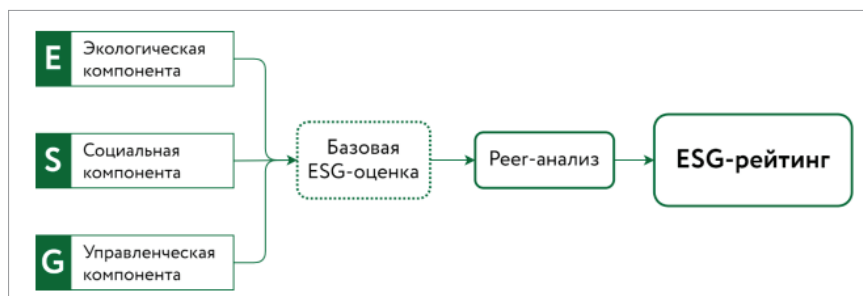 E
Экологическая
компонента
S
Социальная
компонента
G
Управленческая
компонента
Базовая
ESG-оценка
Peer-анализ
ESG-рейтинг